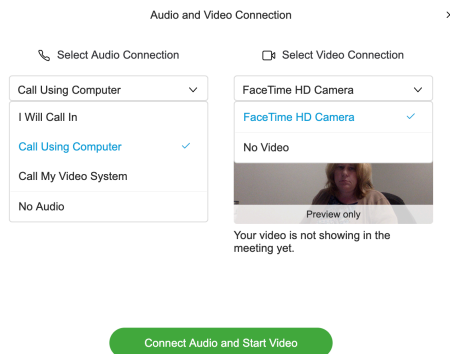 Audio and Video Connection
Select Audio Connection
Call Using Computer
I Will Call In
Call Using Computer
Call My Video System
No Audio
Select Video Connection
FaceTime HD Camera
FaceTime HD Camera
No Video
Preview only
Your video is not showing in the
meeting yet.
Connect Audio and Start Video